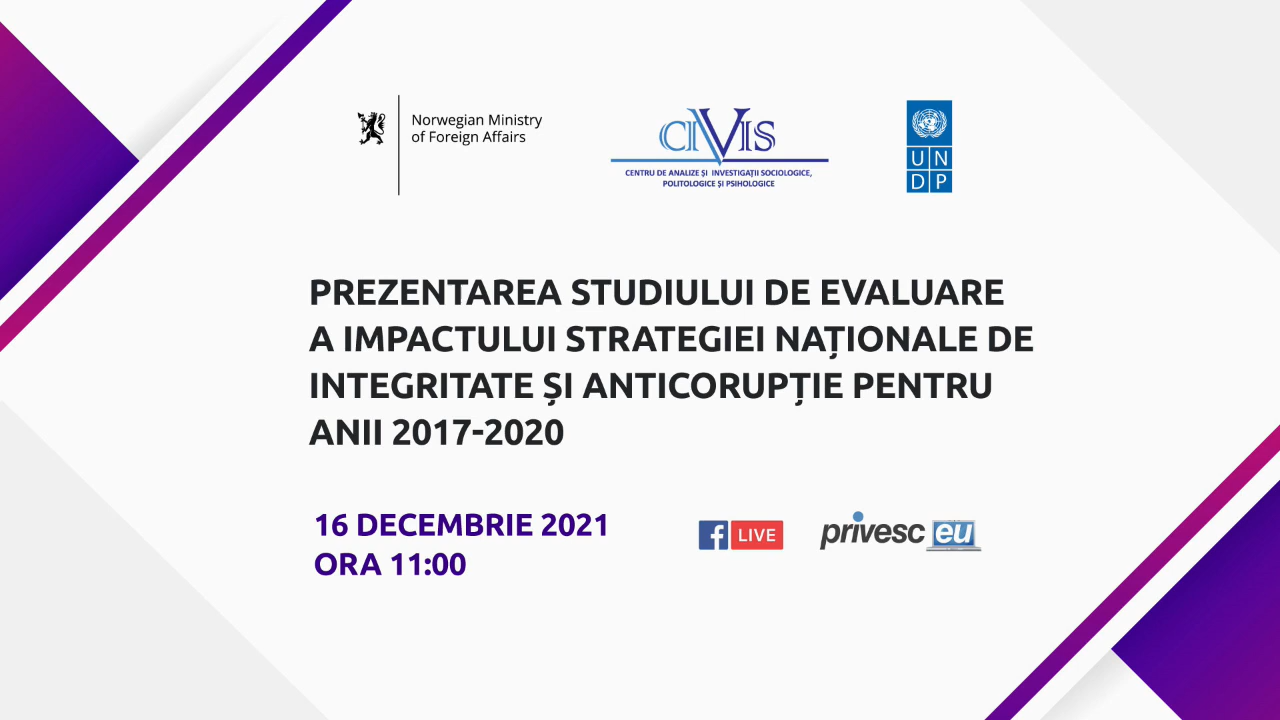 Norwegian Ministry
of Foreign Affairs
CIVIS
CENTRU DE ANALIZE ȘI INVESTIGAȚII SOCIOLOGICE,
POLITOLOGICE ȘI PSIHOLOGICE
UN
DP
PREZENTAREA STUDIULUI DE EVALUARE
A IMPACTULUI STRATEGIEI NAȚIONALE DE
INTEGRITATE ȘI ANTICORUPȚIE PENTRU
ANII 2017-2020
16 DECEMBRIE 2021
ORA 11:00
f LIVE
privesc eu